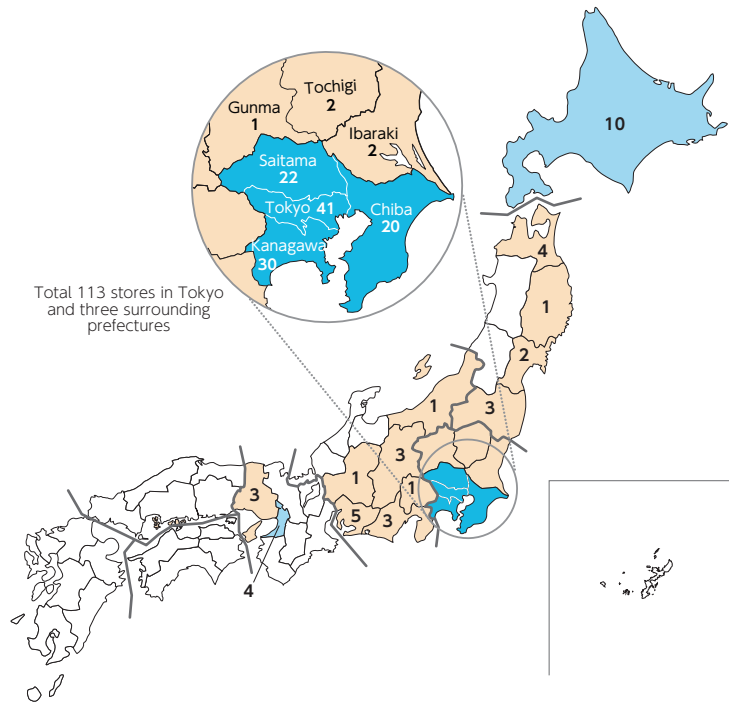 Tochigi
2
Gunma
1
Ibaraki
2
Saitama
22
Tokyo 41
Chiba
20
Kanagawa
30
Total 113 stores in Tokyo
and three surrounding
prefectures
10
4
1
2
3
1
3
1
1
5
3
3
4